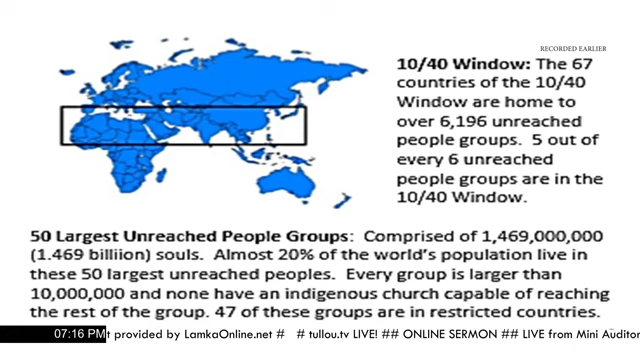 RECORDED EARLIER
10/40 Window: The 67
countries of the 10/40
Window are home to
over 6,196 unreached
people groups. 5 out of
every 6 unreached
people groups are in the
10/40 Window.
50 Largest Unreached People Groups: Comprised of 1,469,000,000
(1.469 billiion) souls. Almost 20% of the world's population live in
these 50 largest unreached peoples. Every group is larger than
10,000,000 and none have an indigenous church capable of reaching
the rest of the group. 47 of these groups are in restricted countries.
07:16 PM t provided by LamkaOnline.net # # tullou.tv LIVE! ## ONLINE SERMON ## LIVE from Mini Auditor